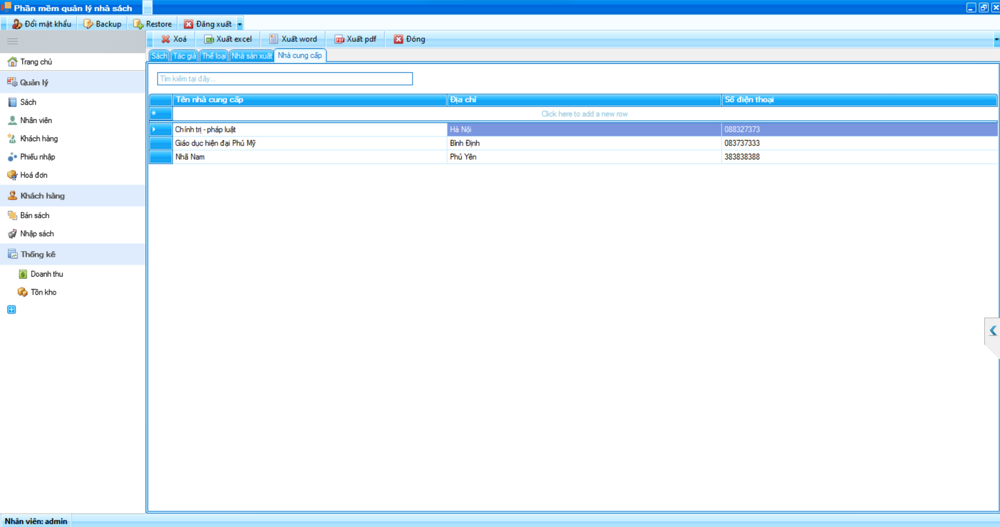 Phần mềm quản lý nhà sách
Đổi mật khẩu Backup Restore Đăng xuất
Xoá Xuất excel Xuất word Xuất pdf Đóng
Sách Tác giả Thể loại Nhà sản xuất Nhà cung cấp
Tìm kiếm tại đây...
Tên nhà cung cấp Địa chỉ Số điện thoại
Click here to add a new row
Chính trị - pháp luật Hà Nội 088327373
Giáo dục hiện đại Phú Mỹ Bình Định 083737333
Nhã Nam Phú Yên 383838388
Trang chủ
Quản lý
Sách
Nhân viên
Khách hàng
Phiếu nhập
Hoá đơn
Khách hàng
Bán sách
Nhập sách
Thống kê
Doanh thu
Tồn kho
Nhân viên: admin